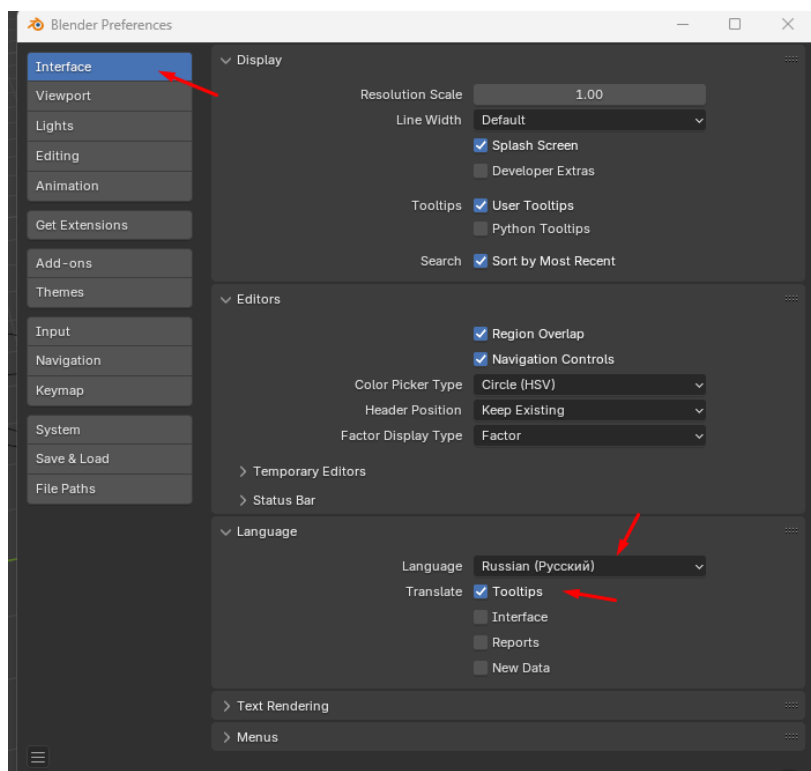 Blender Preferences
Interface
Viewport
Lights
Editing
Animation
Get Extensions
Add-ons
Themes
Input
Navigation
Keymap
System
Save & Load
File Paths
Display
Resolution Scale 1.00
Line Width Default
Splash Screen
Developer Extras
Tooltips User Tooltips
Python Tooltips
Search Sort by Most Recent
Editors
Region Overlap
Navigation Controls
Color Picker Type Circle (HSV)
Header Position Keep Existing
Factor Display Type Factor
Temporary Editors
Status Bar
Language
Language Russian (Русский)
Translate Tooltips
Interface
Reports
New Data
Text Rendering
Menus